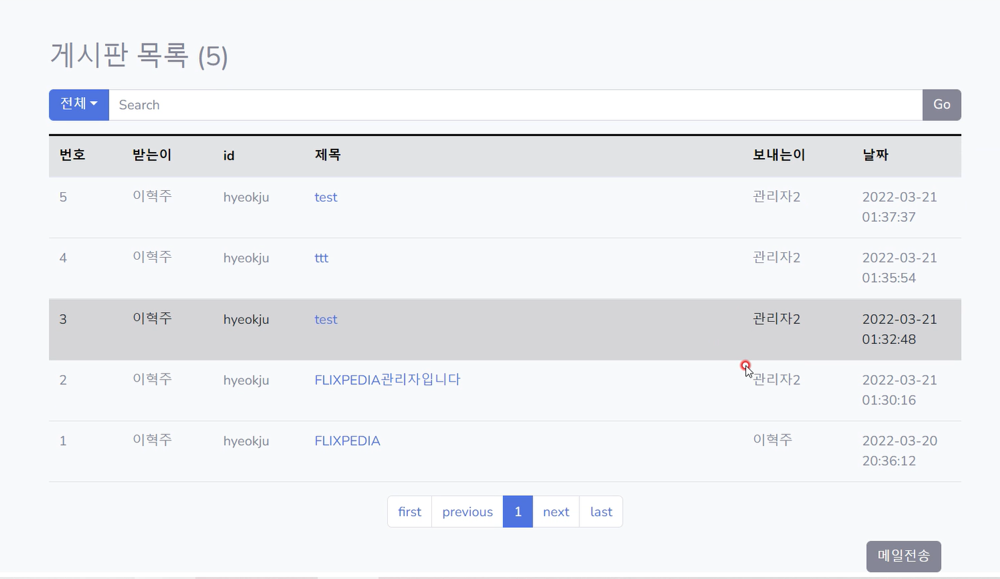 게시판 목록 (5)
전체 Search Go
번호 받는이 id 제목 보내는이 날짜
5 이혁주 hyeokju test 관리자2 2022-03-21
01:37:37
4 이혁주 hyeokju ttt 관리자2 2022-03-21
01:35:54
3 이혁주 hyeokju test 관리자2 2022-03-21
01:32:48
2 이혁주 hyeokju FLIXPEDIA관리자입니다 관리자2 2022-03-21
01:30:16
1 이혁주 hyeokju FLIXPEDIA 이혁주 2022-03-20
20:36:12
first previous 1 next last
메일전송